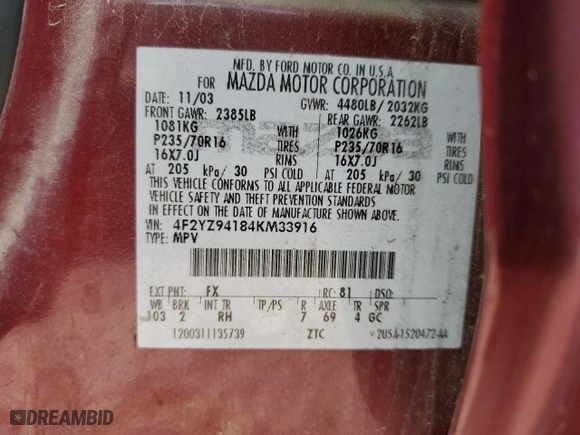 MFD. BY FORD MOTOR CO. IN U.S.A.
FOR MAZDA MOTOR CORPORATION
DATE: 11/03 GVWR: 4480LB/ 2032KG
FRONT GAWR: 2385LB REAR GAWR: 2262LB
1081KG WITH 1026KG WITH
P235/70R16 TIRES P235/70R16 TIRES
16X7.0J RIMS 16X7.0J RIMS
AT 205 kPa/ 30 PSI COLD AT 205 kPa/ 30 PSI COLD
THIS VEHICLE CONFORMS TO ALL APPLICABLE FEDERAL MOTOR
VEHICLE SAFETY AND THEFT PREVENTION STANDARDS
IN EFFECT ON THE DATE OF MANUFACTURE SHOWN ABOVE.
VIN: 4F2YZ94184KM33916
TYPE: MPV
EXT PNT: FX RC: 81 DSO:
WB BRK INT TR TP/PS R AXLE TR SPR
103 2 RH 7 69 4 GC
1200311135739 ZTC
DREAMBID